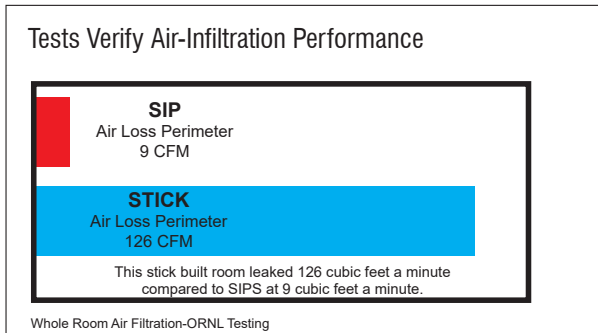 Tests Verify Air-Infiltration Performance
SIP
Air Loss Perimeter
9 CFM
STICK
Air Loss Perimeter
126 CFM
This stick built room leaked 126 cubic feet a minute
compared to SIPS at 9 cubic feet a minute.
Whole Room Air Filtration-ORNL Testing